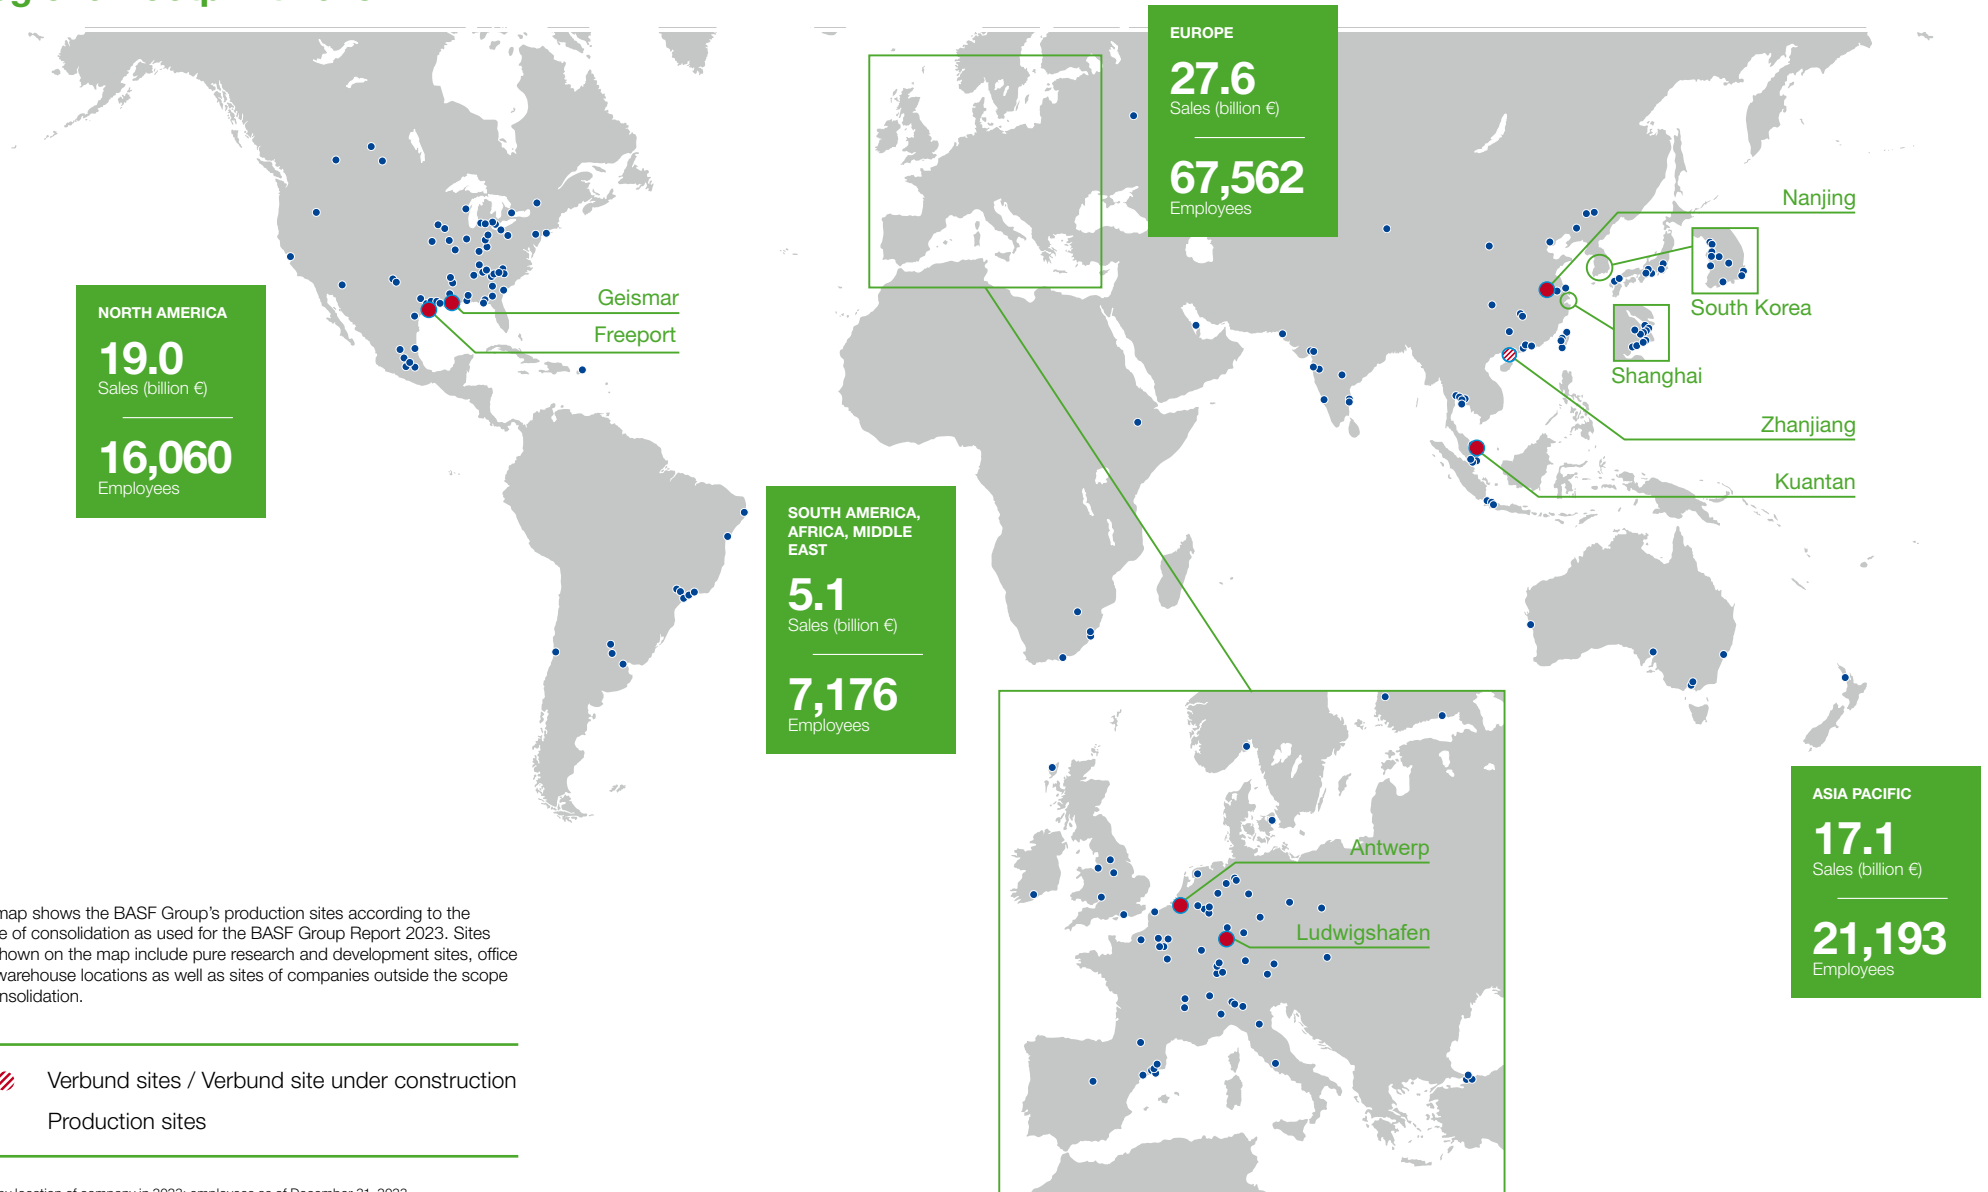 EUROPE
27.6
Sales (billion €)
67,562
Employees
Nanjing
South Korea
Shanghai
Zhanjiang
Kuantan
Geismar
Freeport
NORTH AMERICA
19.0
Sales (billion €)
16,060
Employees
SOUTH AMERICA,
AFRICA, MIDDLE
EAST
5.1
Sales (billion €)
7,176
Employees
Antwerp
Ludwigshafen
ASIA PACIFIC
17.1
Sales (billion €)
21,193
Employees
map shows the BASF Group’s production sites according to the
of consolidation as used for the BASF Group Report 2023. Sites
shown on the map include pure research and development sites, office
warehouse locations as well as sites of companies outside the scope
consolidation.
Verbund sites / Verbund site under construction
Production sites